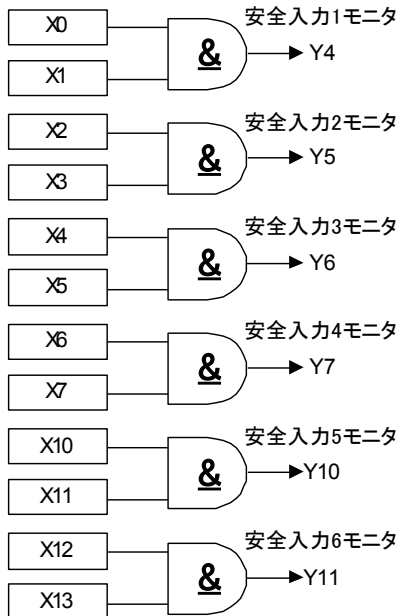 X0
安全入力1モニタ
&
Y4
X1
X2
安全入力2モニタ
&
Y5
X3
X4
安全入力3モニタ
&
Y6
X5
X6
安全入力4モニタ
&
Y7
X7
X10
安全入力5モニタ
&
Y10
X11
X12
安全入力6モニタ
&
Y11
X13